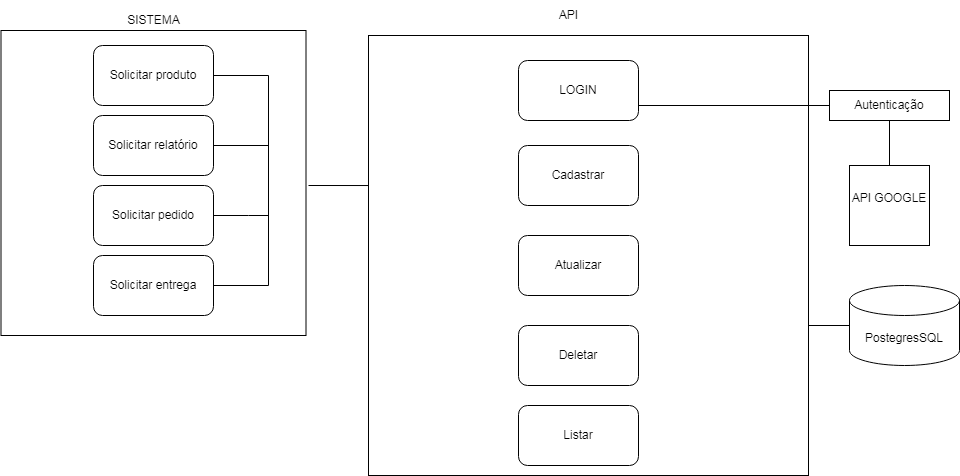 SISTEMA
Solicitar produto
Solicitar relatório
Solicitar pedido
Solicitar entrega
API
LOGIN
Cadastrar
Atualizar
Deletar
Listar
Autenticação
API GOOGLE
PostegresSQL